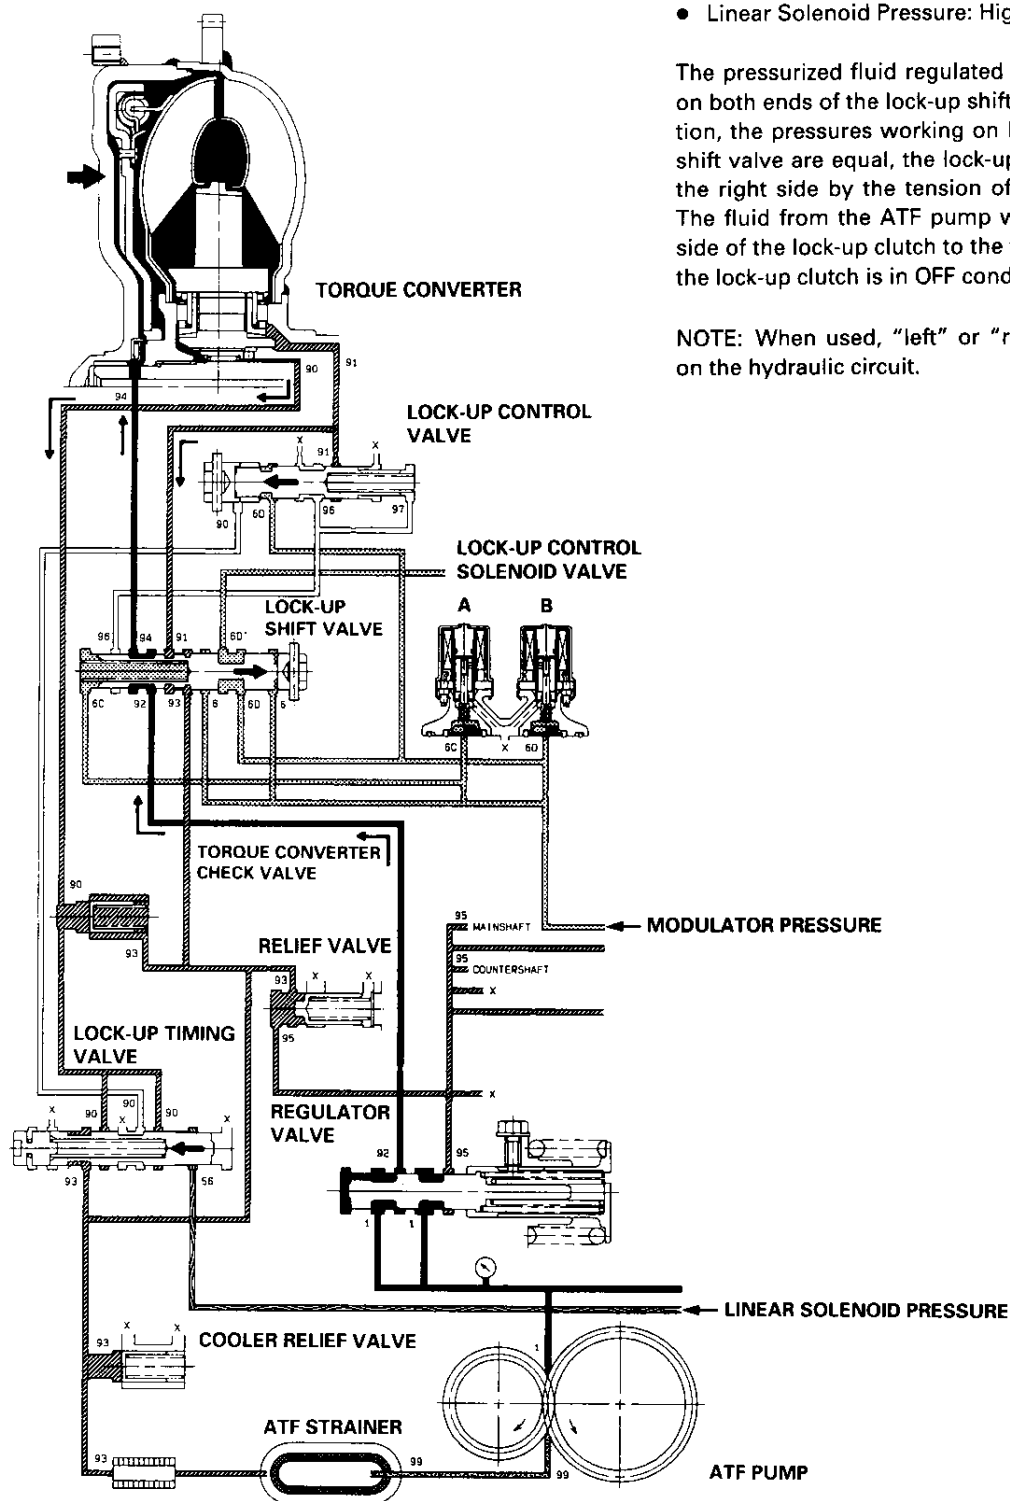 • Linear Solenoid Pressure: Hig
The pressurized fluid regulated
on both ends of the lock-up shift
tion, the pressures working on
shift valve are equal, the lock-up
the right side by the tension of
The fluid from the ATF pump
side of the lock-up clutch to the
the lock-up clutch is in OFF cond
NOTE: When used, "left" or "r
on the hydraulic circuit.
TORQUE CONVERTER
90
91
94
LOCK-UP CONTROL
VALVE
X
91
X
90
6D
96
97
LOCK-UP CONTROL
SOLENOID VALVE
A
B
LOCK-UP
SHIFT VALVE
96
94
91
6D'
6C
92
93
6
6D
6
6C
X
6D
TORQUE CONVERTER
CHECK VALVE
90
93
95
MAINSHAFT
MODULATOR PRESSURE
95
COUNTERSHAFT
X
RELIEF VALVE
93
X
X
95
X
LOCK-UP TIMING
VALVE
X
90
X
90
90
X
93
56
REGULATOR
VALVE
92
95
1
1
LINEAR SOLENOID PRESSURE
COOLER RELIEF VALVE
93
X
X
1
ATF STRAINER
93
99
99
ATF PUMP